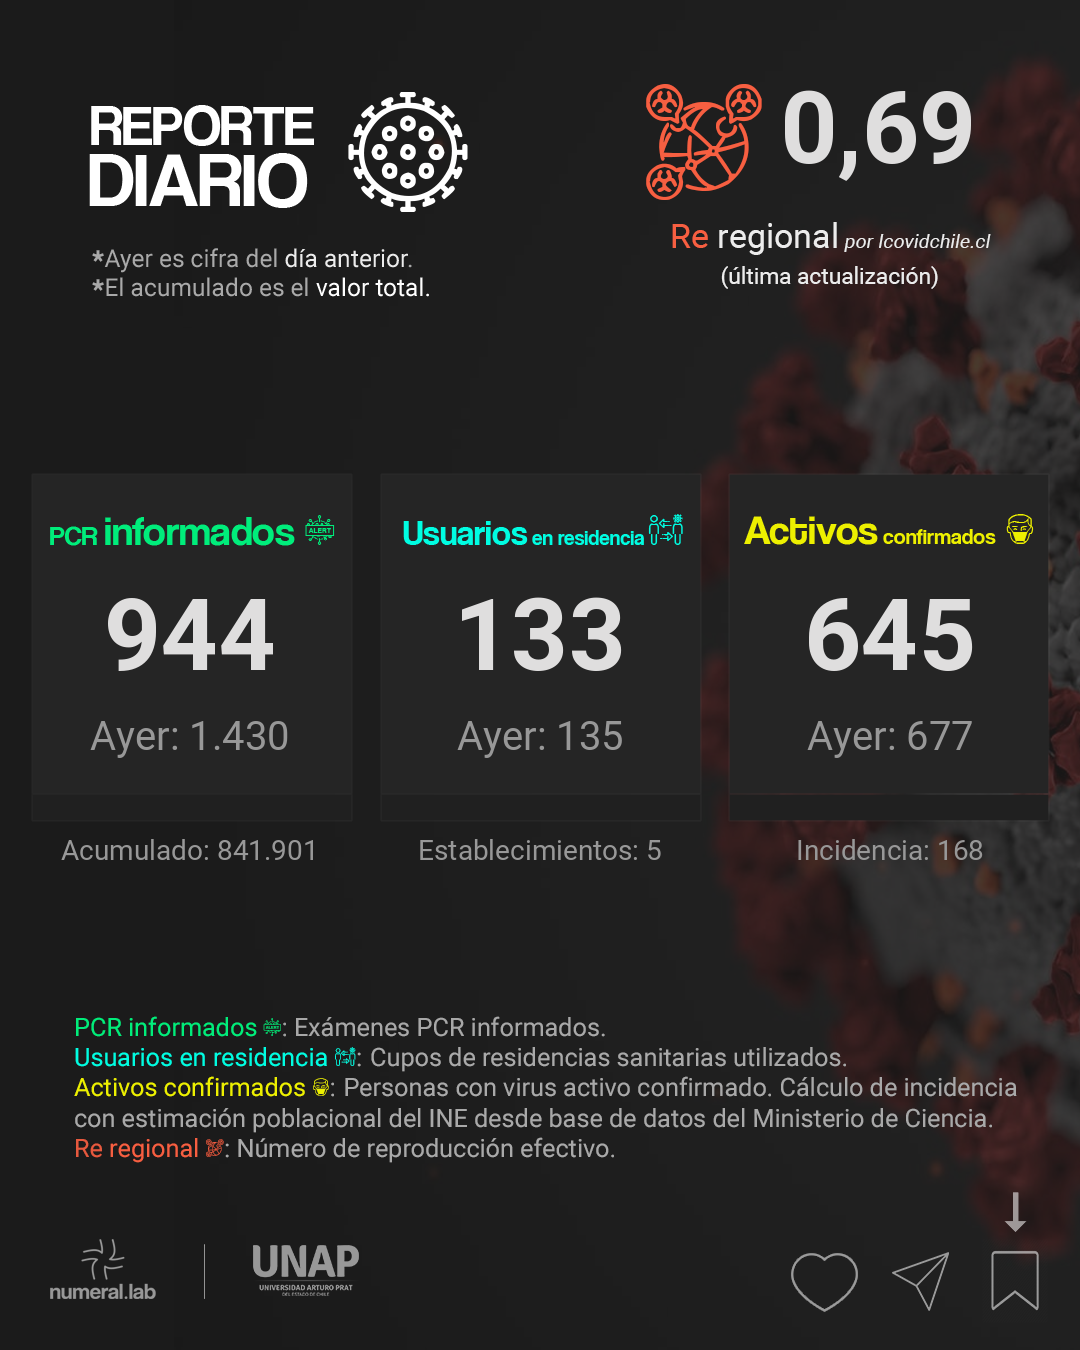 REPORTE
DIARIO
*Ayer es cifra del día anterior.
*El acumulado es el valor total.
0,69
Re regional por Icovidchile.cl
(última actualización)
PCR informados ALERT
944
Ayer: 1.430
Acumulado: 841.901
Usuarios en residencia
133
Ayer: 135
Establecimientos: 5
Activos confirmados
645
Ayer: 677
Incidencia: 168
PCR informados ALERT: Exámenes PCR informados.
Usuarios en residencia : Cupos de residencias sanitarias utilizados.
Activos confirmados : Personas con virus activo confirmado. Cálculo de incidencia
con estimación poblacional del INE desde base de datos del Ministerio de Ciencia.
Re regional : Número de reproducción efectivo.
numeral.lab
UNAP
UNIVERSIDAD ARTURO PRAT
DEL ESTADO DE CHILE